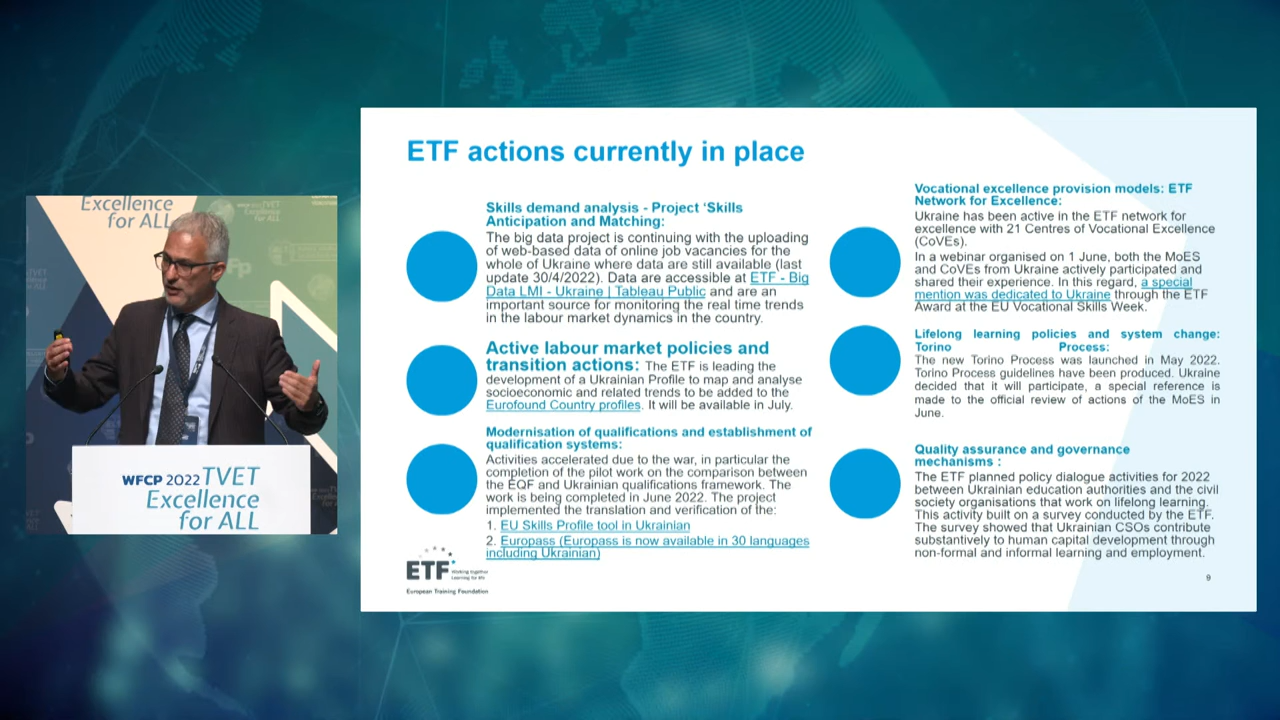 Excellence
for ALL
TVET
WFCP 2022 TVET
Excellence
for ALL
ETF actions currently in place
Skills demand analysis - Project ‘Skills
Anticipation and Matching:
The big data project is continuing with the uploading
of web-based data of online job vacancies for the
whole of Ukraine where data are still available (last
update 30/4/2022). Data are accessible at ETF - Big
Data LMI - Ukraine | Tableau Public and are an
important source for monitoring the real time trends
in the labour market dynamics in the country.
Active labour market policies and
transition actions: The ETF is leading the
development of a Ukrainian Profile to map and analyse
socioeconomic and related trends to be added to the
Eurofound Country profiles. It will be available in July.
Modernisation of qualifications and establishment of
qualification systems:
Activities accelerated due to the war, in particular the
completion of the pilot work on the comparison between
the EQF and Ukrainian qualifications framework. The
work is being completed in June 2022. The project
implemented the translation and verification of the:
1. EU Skills Profile tool in Ukrainian
2. Europass (Europass is now available in 30 languages
including Ukrainian)
Vocational excellence provision models: ETF
Network for Excellence:
Ukraine has been active in the ETF network for
excellence with 21 Centres of Vocational Excellence
(CoVEs).
In a webinar organised on 1 June, both the MoES
and CoVEs from Ukraine actively participated and
shared their experience. In this regard, a special
mention was dedicated to Ukraine through the ETF
Award at the EU Vocational Skills Week.
Lifelong learning policies and system change:
Torino Process:
The new Torino Process was launched in May 2022.
Torino Process guidelines have been produced. Ukraine
decided that it will participate, a special reference is
made to the official review of actions of the MoES in
June.
Quality assurance and governance
mechanisms :
The ETF planned policy dialogue activities for 2022
between Ukrainian education authorities and the civil
society organisations that work on lifelong learning.
This activity built on a survey conducted by the ETF.
The survey showed that Ukrainian CSOs contribute
substantively to human capital development through
non-formal and informal learning and employment.
ETF
Working together
Learning for life
European Training Foundation
9